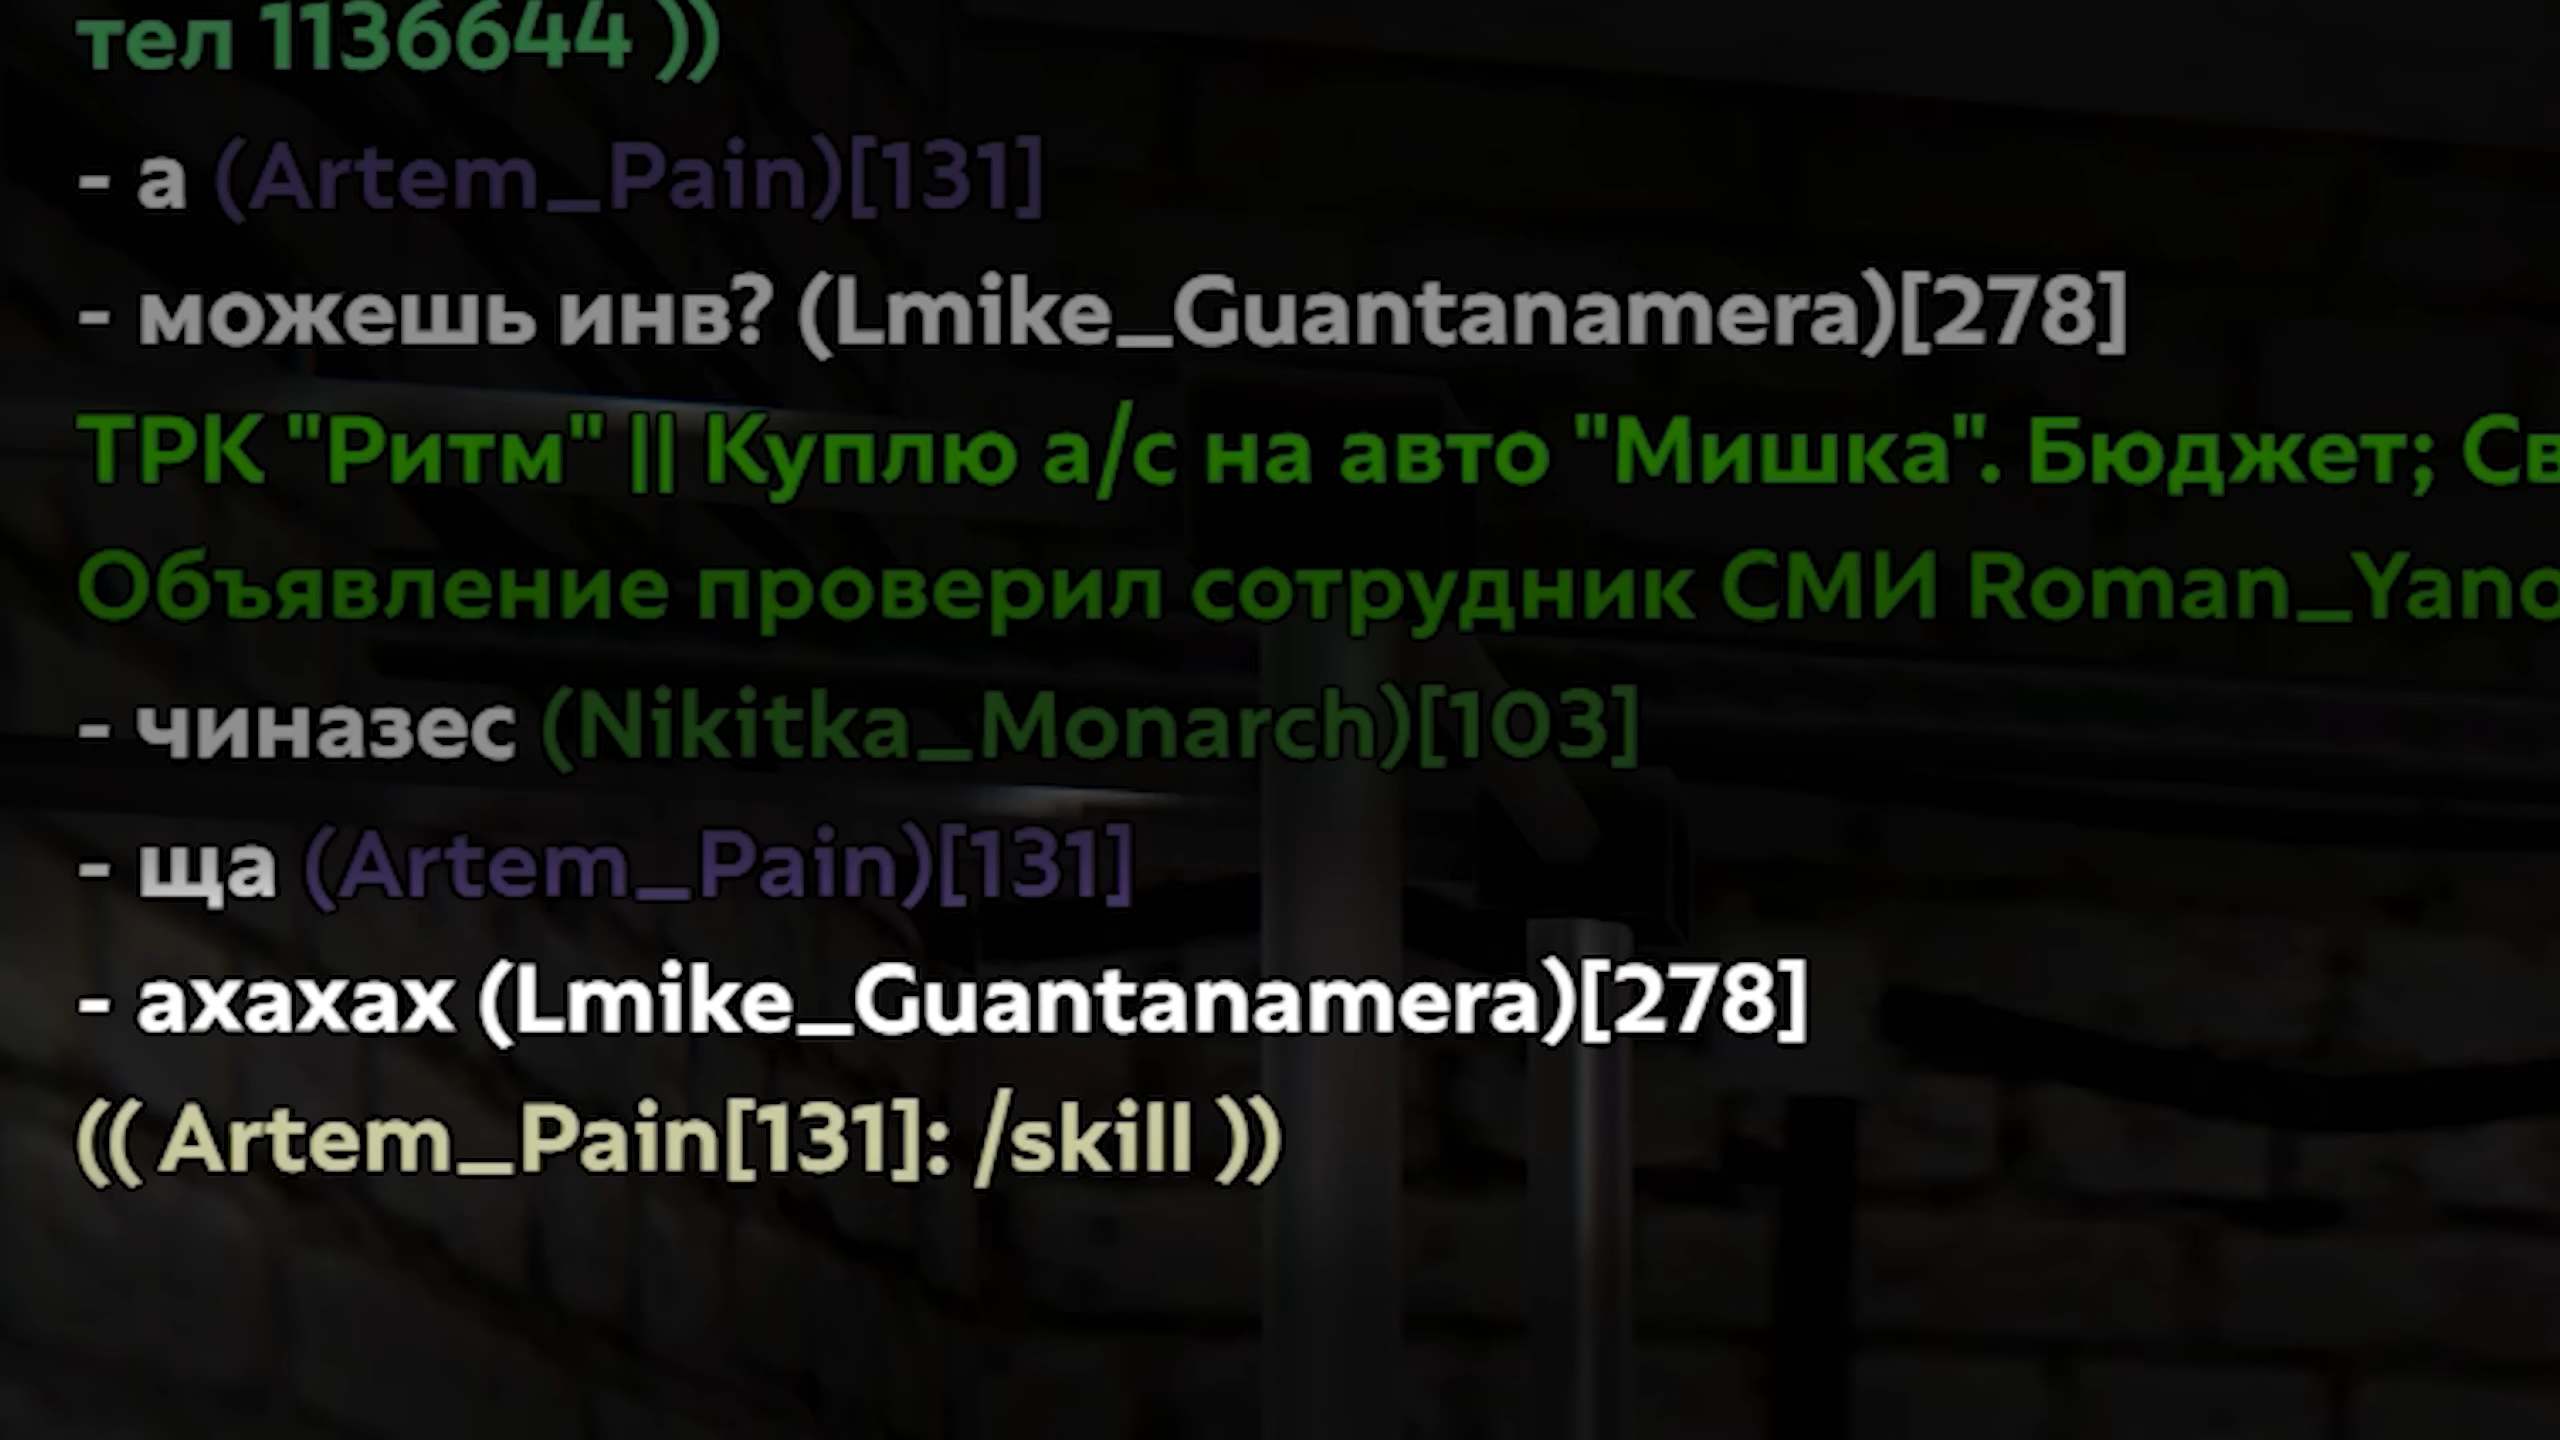 тел 1136644 ))
- а (Artem_Pain)[131]
- можешь инв? (Lmike_Guantanamera)[278]
ТРК "Ритм" || Куплю а/с на авто "Мишка". Бюджет; Св
Объявление проверил сотрудник СМИ Roman_Yano
- чиназес (Nikitka_Monarch)[103]
- ща (Artem_Pain)[131]
- ахахах (Lmike_Guantanamera)[278]
(( Artem_Pain[131]: /skill ))